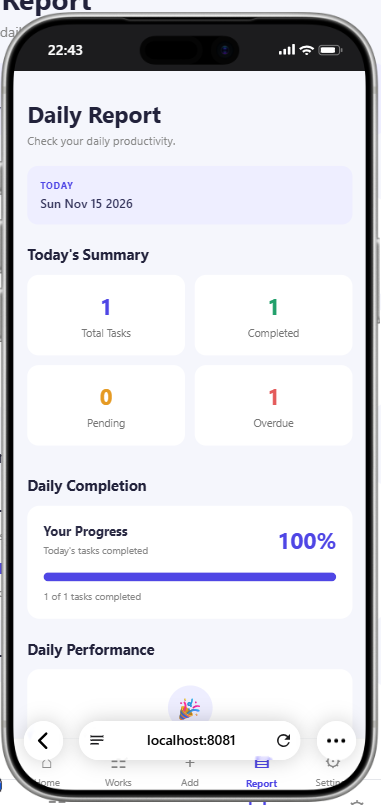 Report
22:43
Daily Report
Check your daily productivity.
TODAY
Sun Nov 15 2026
Today's Summary
1
Total Tasks
1
Completed
0
Pending
1
Overdue
Daily Completion
Your Progress
Today's tasks completed
100%
1 of 1 tasks completed
Daily Performance
localhost:8081
Home
Works
Add
Report